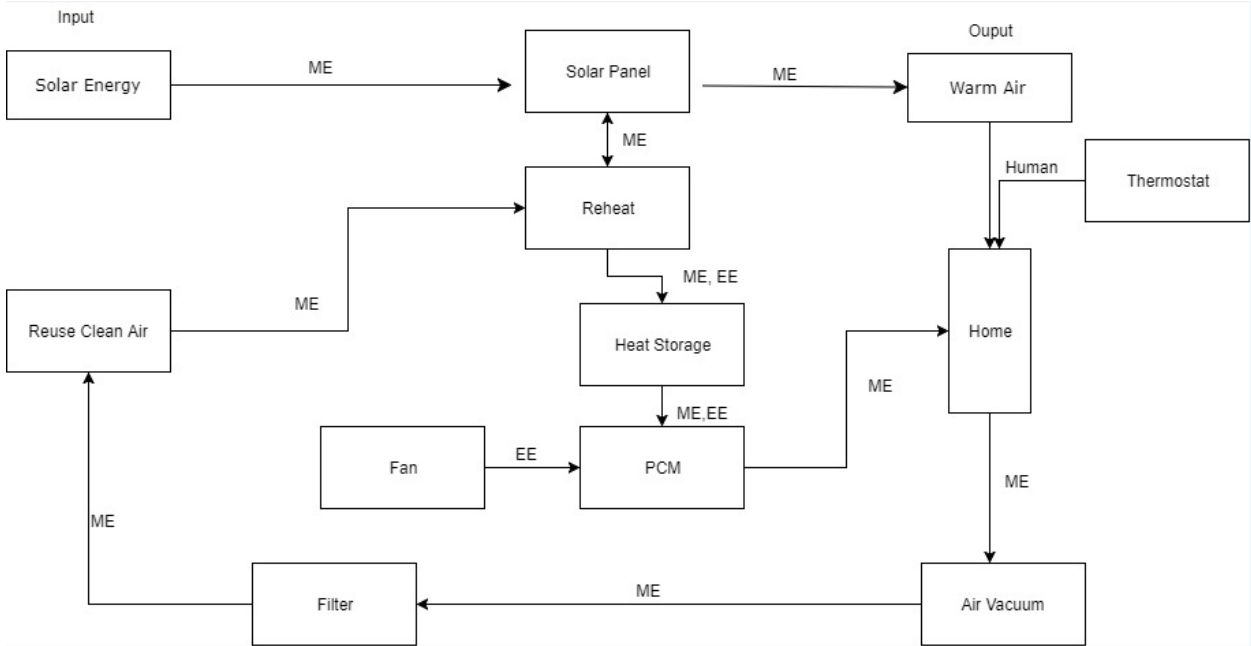 Input
Ouput
Solar Energy
ME
Solar Panel
ME
Warm Air
ME
Human
Thermostat
Reheat
ME, EE
ME
Reuse Clean Air
Heat Storage
Home
ME,EE
ME
Fan
EE
PCM
ME
ME
Filter
ME
Air Vacuum